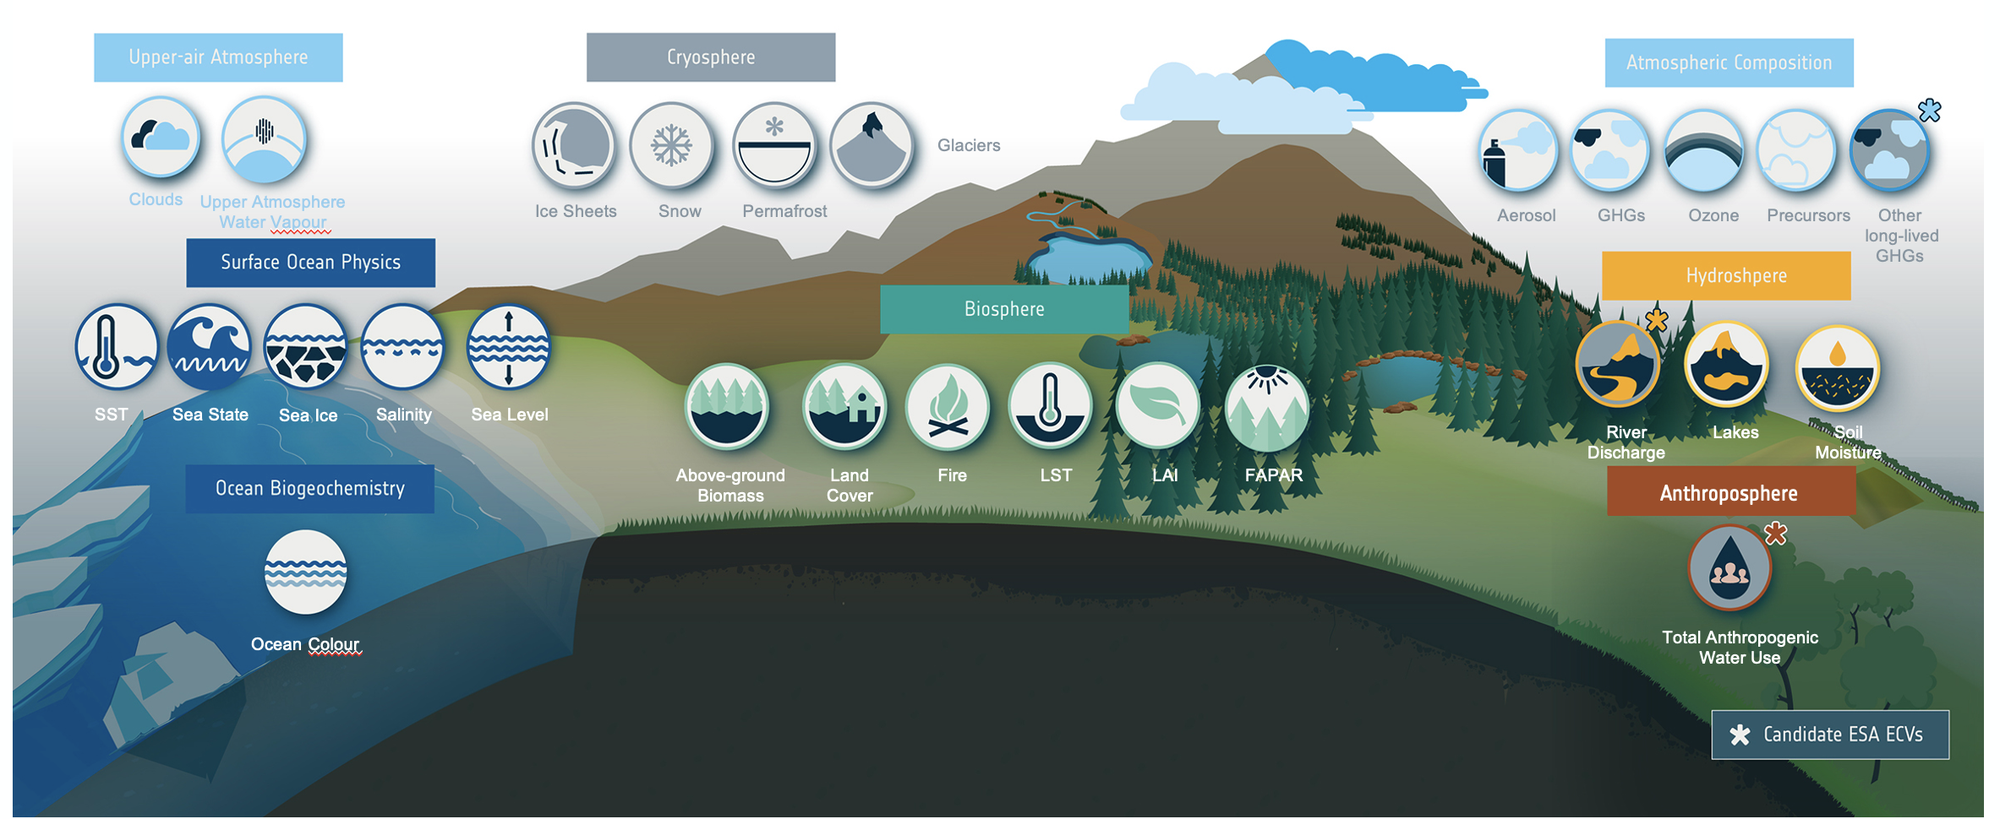 Upper-air Atmosphere
Clouds
Upper Atmosphere
Water Vapour
Cryosphere
Ice Sheets
Snow
Permafrost
Glaciers
Atmospheric Composition
Aerosol
GHGs
Ozone
Precursors
Other
long-lived
GHGs
Surface Ocean Physics
SST
Sea State
Sea Ice
Salinity
Sea Level
Biosphere
Above-ground
Biomass
Land
Cover
Fire
LST
LAI
FAPAR
Hydroshpere
River
Discharge
Lakes
Soil
Moisture
Ocean Biogeochemistry
Ocean Colour
Anthroposphere
Total Anthropogenic
Water Use
* Candidate ESA ECVs